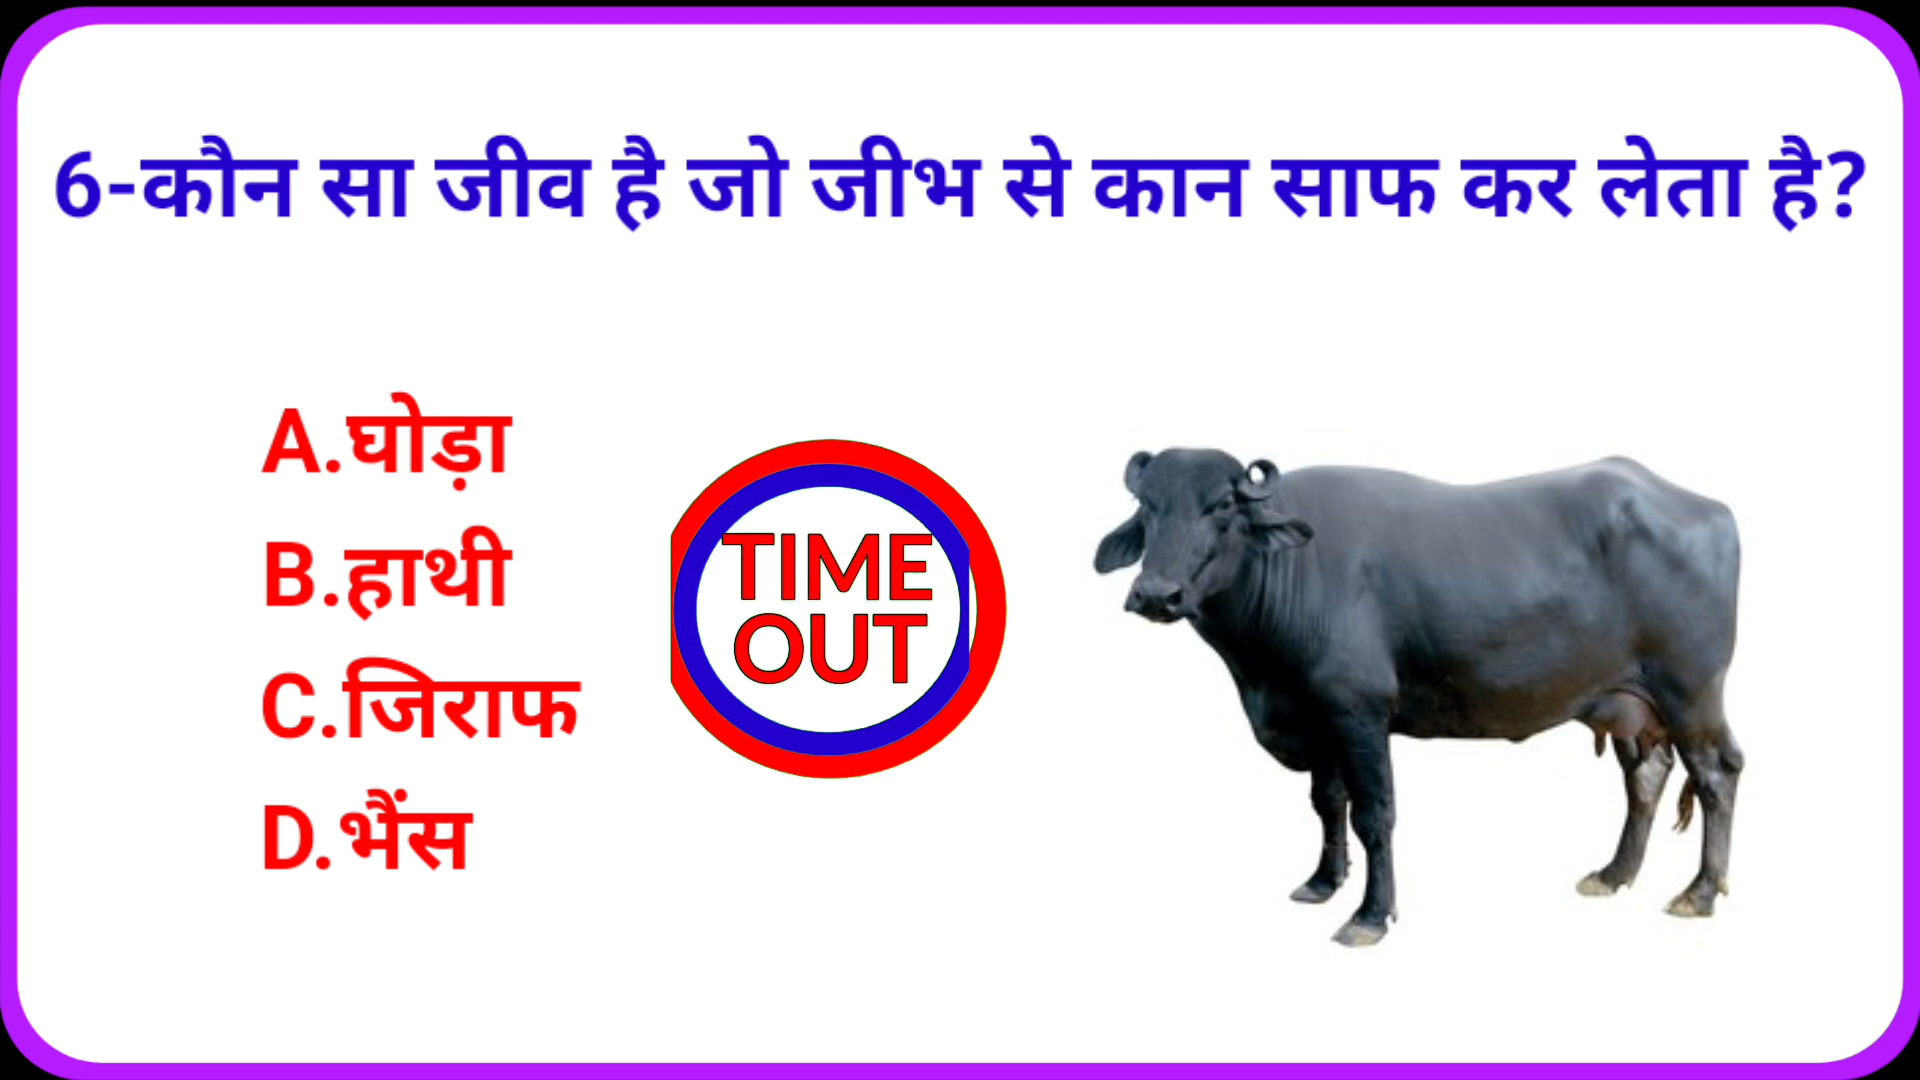 6-कौन सा जीव है जो जीभ से कान साफ कर लेता है?
A.घोड़ा
B.हाथी
C.जिराफ
D.भैंस
TIME
OUT